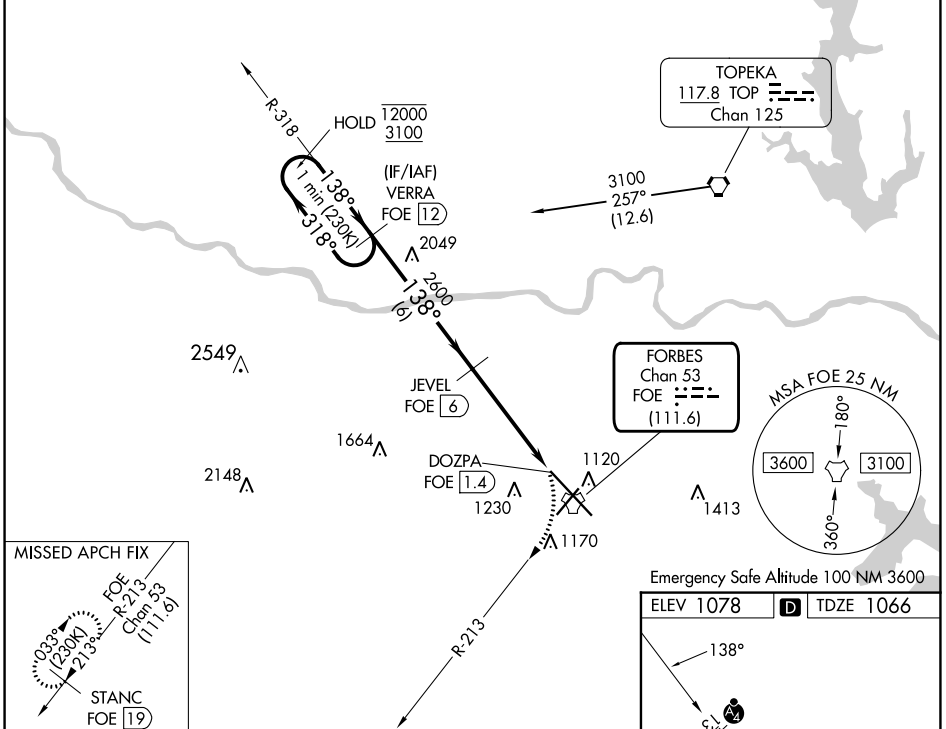 TOPEKA
117.8 TOP
Chan 125
R-318
HOLD 12000
3100
1 min (230K)
138°
318°
(IF/IAF)
VERRA
FOE 12
3100
257°
(12.6)
2049
2600
138°
(6)
2549
JEVEL
FOE 6
FORBES
Chan 53
FOE
(111.6)
MSA FOE 25 NM
180°
3600
3100
360°
1664
2148
DOZPA
FOE 1.4
1120
1230
1413
1170
R-213
MISSED APCH FIX
FOE
R-213
Chan 53
(111.6)
033°
(230K)
213°
STANC
FOE 19
Emergency Safe Altitude 100 NM 3600
ELEV 1078
D
TDZE 1066
138°
A4